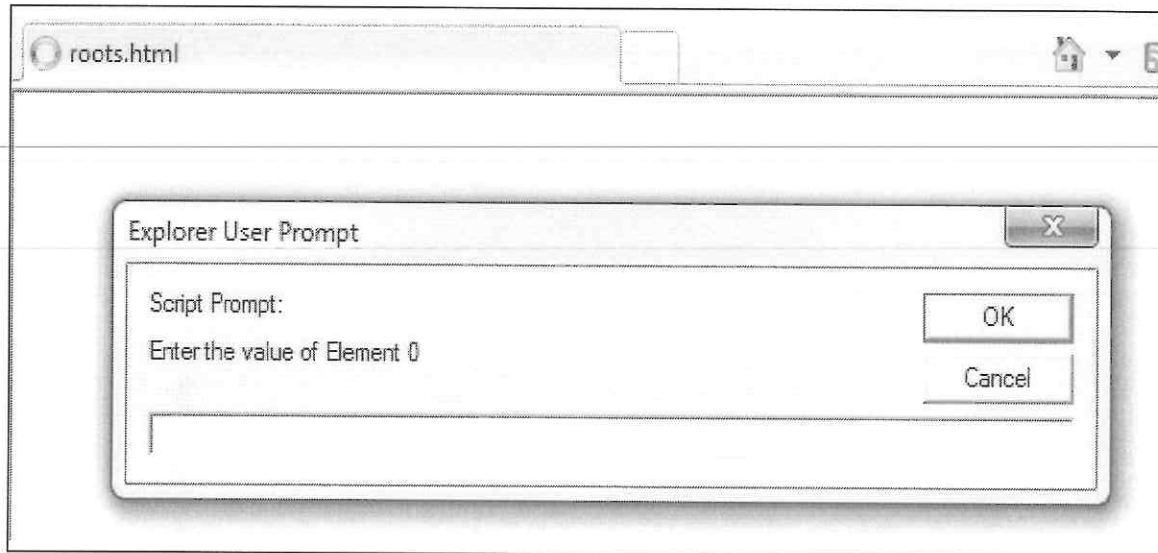 roots.html
Explorer User Prompt
X
Script Prompt:
OK
Enter the value of Element 0
Cancel